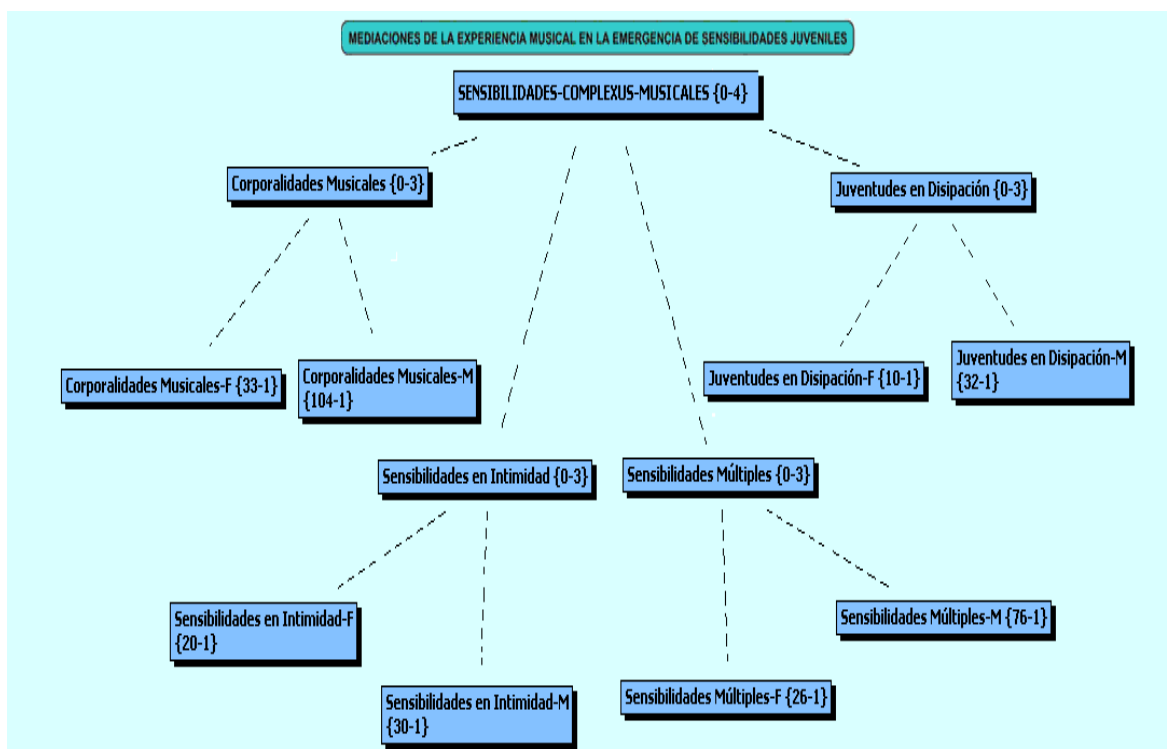 MEDIACIONES DE LA EXPERIENCIA MUSICAL EN LA EMERGENCIA DE SENSIBILIDADES JUVENILES
SENSIBILIDADES-COMPLEXUS-MUSICALES {0-4}
Corporalidades Musicales {0-3}
Juventudes en Disipación {0-3}
Corporalidades Musicales-F {33-1}
Corporalidades Musicales-M
{104-1}
Juventudes en Disipación-F {10-1}
Juventudes en Disipación-M
{32-1}
Sensibilidades en Intimidad {0-3}
Sensibilidades Múltiples {0-3}
Sensibilidades en Intimidad-F
{20-1}
Sensibilidades en Intimidad-M
{30-1}
Sensibilidades Múltiples-F {26-1}
Sensibilidades Múltiples-M {76-1}